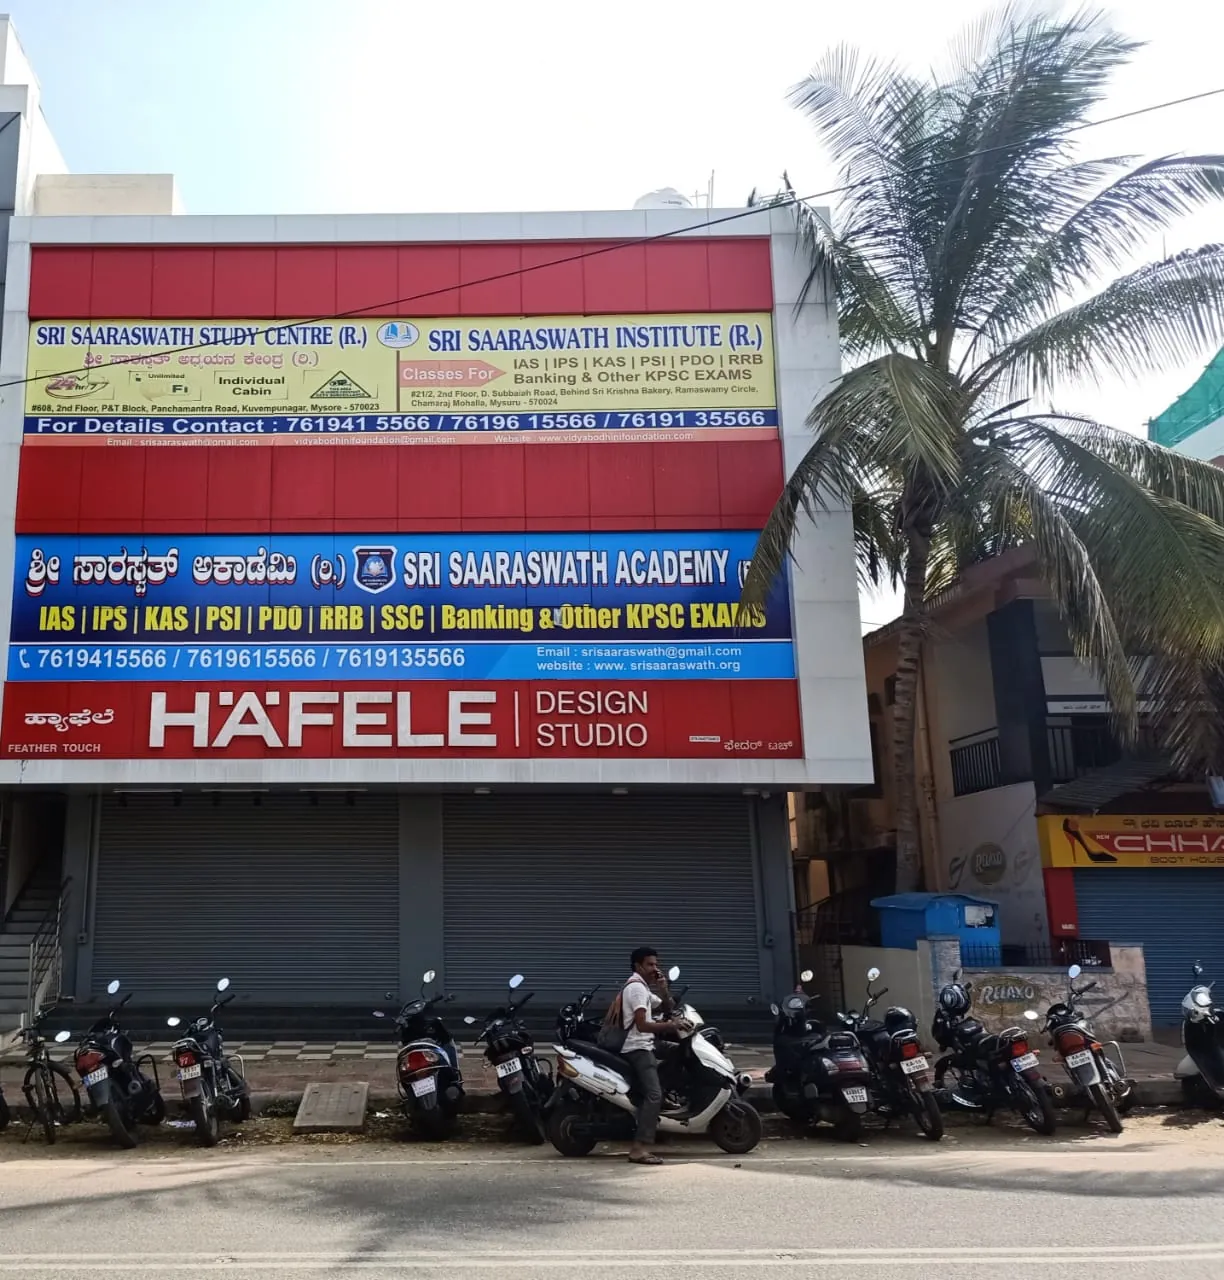 SRI SAARASWATH STUDY CENTRE (R.)
ಶ್ರೀ ಸಾರಸ್ವತ್ ಅಧ್ಯಯನ ಕೇಂದ್ರ (ರಿ.)
Unlimited
Fi
Individual
Cabin
#608, 2nd Floor, P&T Block, Panchamantra Road, Kuvempunagar, Mysore - 570023
SRI SAARASWATH INSTITUTE (R.)
Classes For
IAS | IPS | KAS | PSI | PDO | RRB
Banking & Other KPSC EXAMS
#21/2, 2nd Floor, D. Subbaiah Road, Behind Sri Krishna Bakery, Ramaswamy Circle,
Chamaraj Mohalla, Mysuru - 570024
For Details Contact : 761941 5566 / 76196 15566 / 76191 35566
Email : srisaaraswath@gmail.com / vidyabodhinifoundation@gmail.com / Website : www.vidyabodhinifoundation.com
ಶ್ರೀ ಸಾರಸ್ವತ್ ಅಕಾಡೆಮಿ (ರಿ.)
SRI SAARASWATH ACADEMY
IAS | IPS | KAS | PSI | PDO | RRB | SSC | Banking & Other KPSC EXAMS
7619415566 / 7619615566 / 7619135566
Email : srisaaraswath@gmail.com
website : www. srisaaraswath.org
ಹ್ಯಾಫೆಲೆ
FEATHER TOUCH
HÄFELE
DESIGN
STUDIO
ಫೇದರ್ ಟಚ್
NEW
CHHA
BOOT HOUS
RELAXO
RELAXO